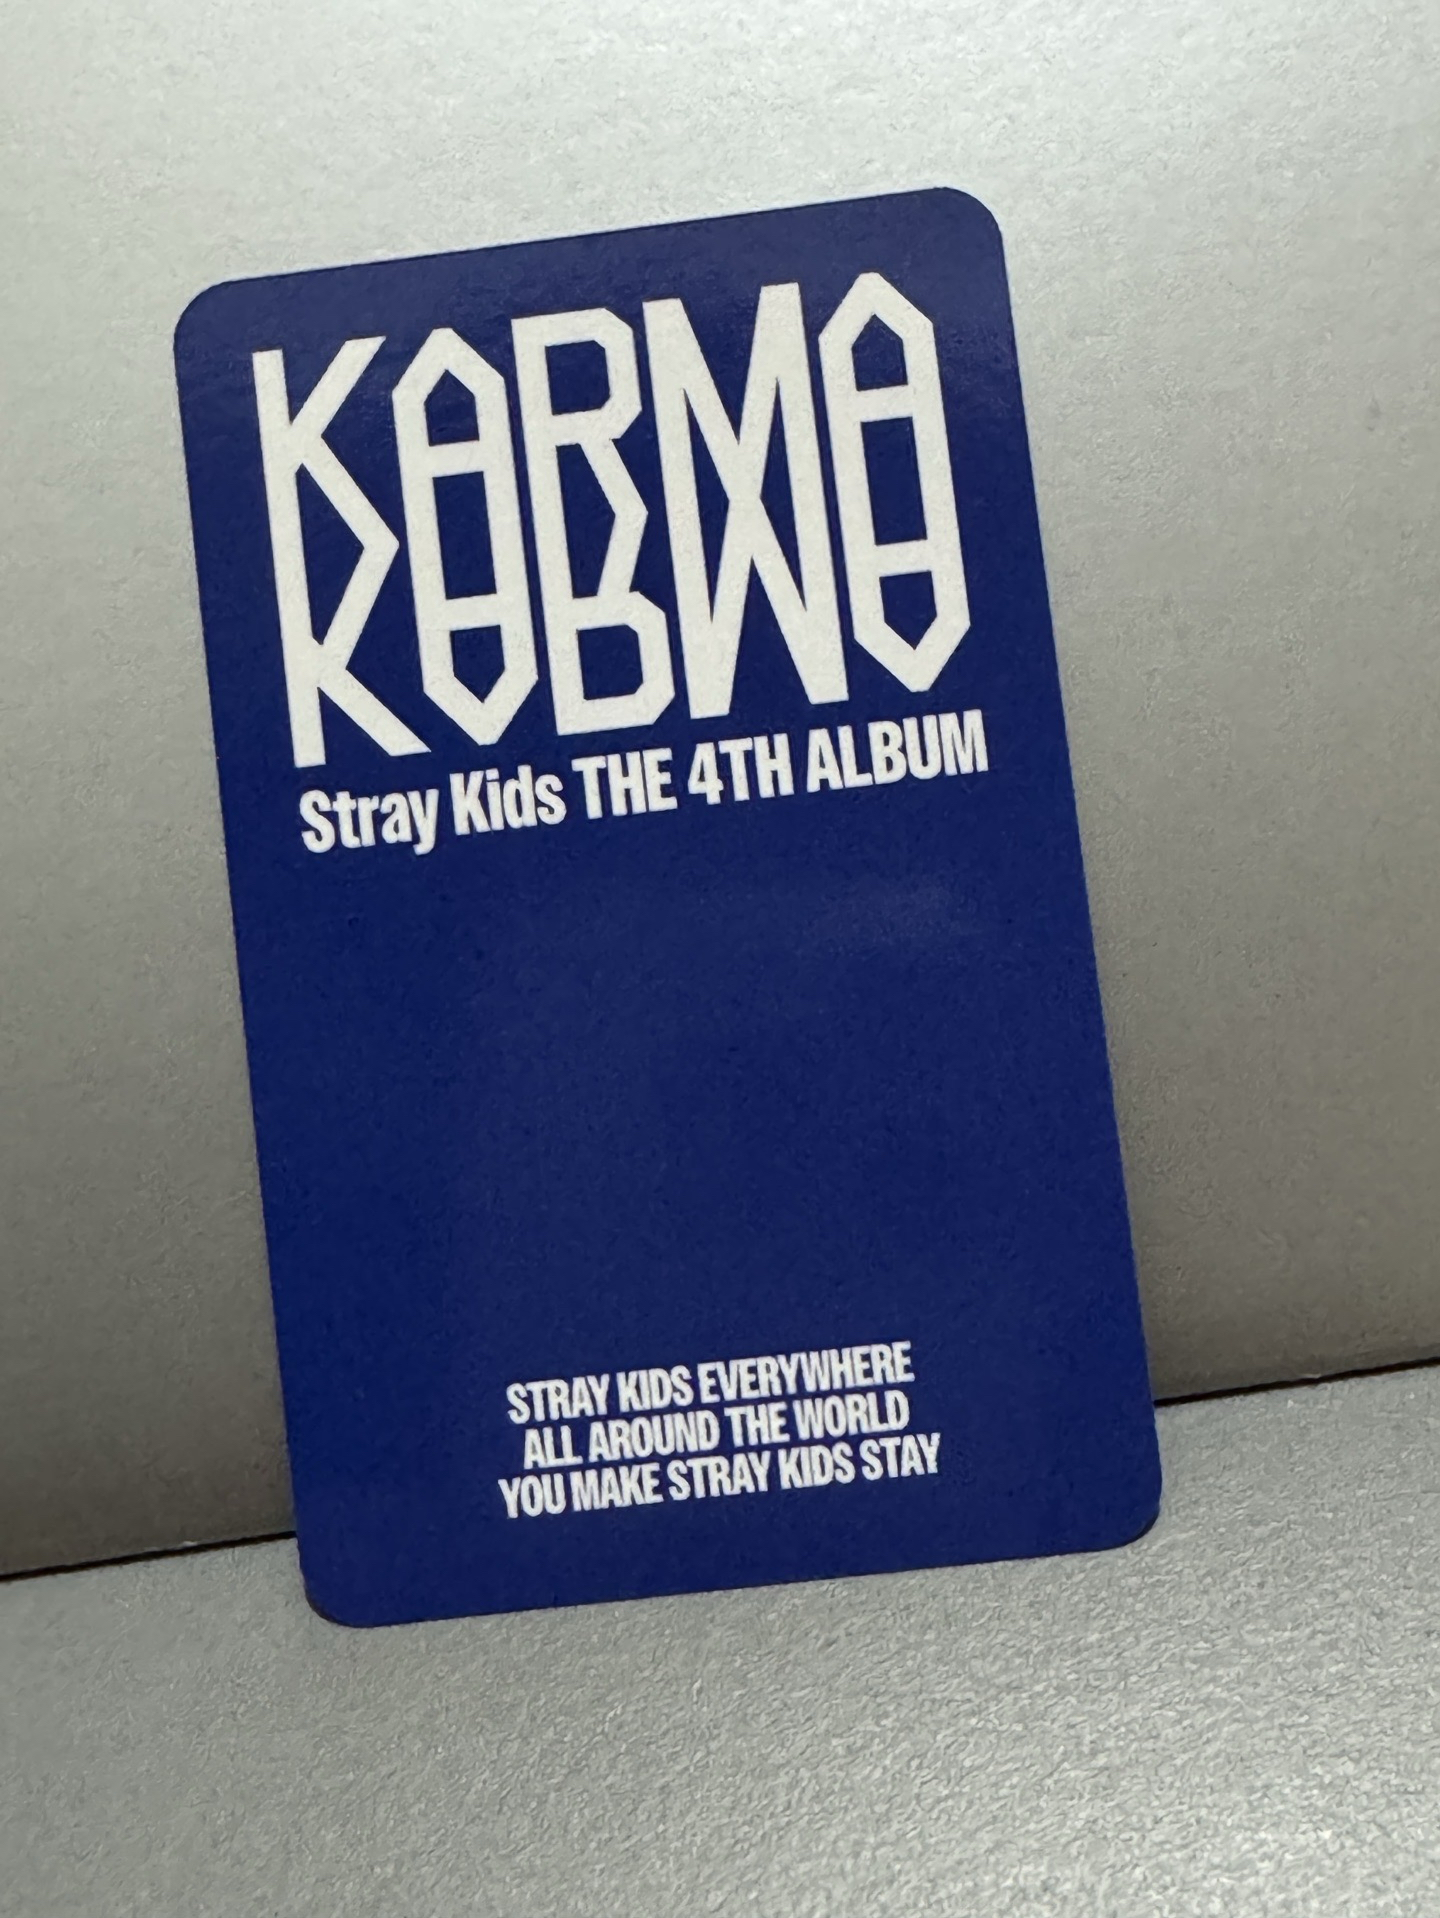 KARMA
Stray Kids THE 4TH ALBUM
STRAY KIDS EVERYWHERE
ALL AROUND THE WORLD
YOU MAKE STRAY KIDS STAY